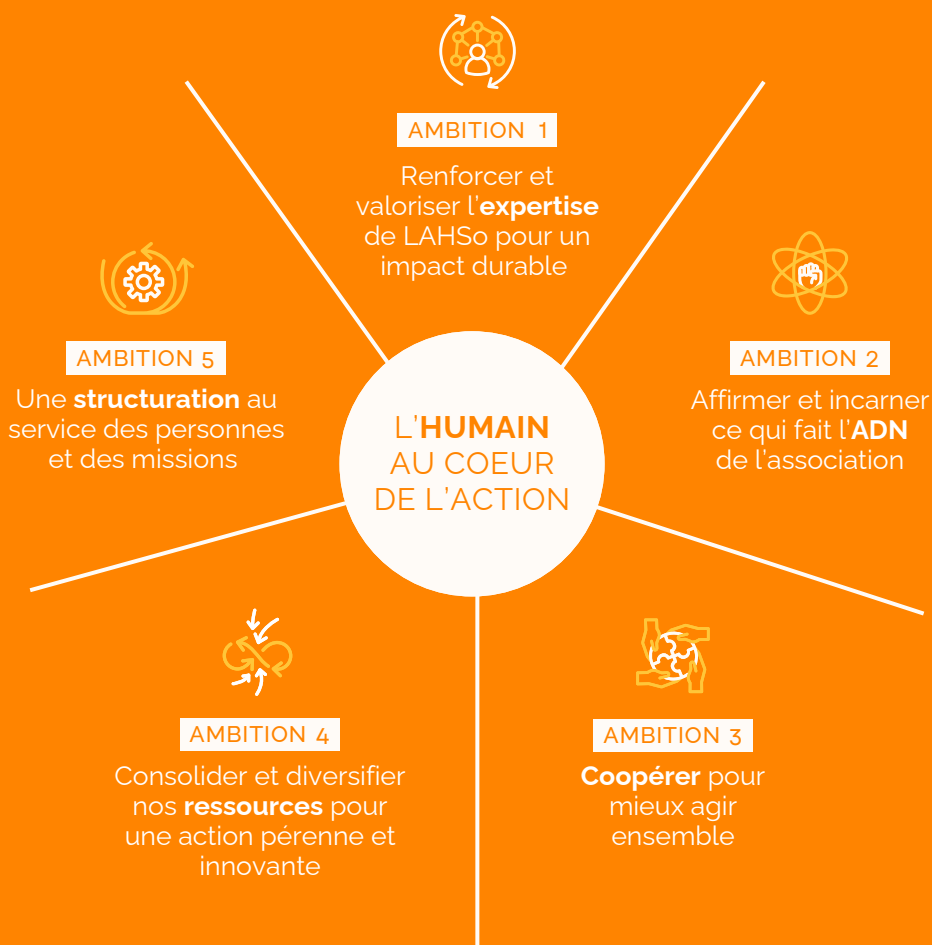 AMBITION 1
Renforcer et
valoriser l'expertise
de LAHSo pour un
impact durable
AMBITION 2
Affirmer et incarner
ce qui fait l'ADN
de l'association
AMBITION 3
Coopérer pour
mieux agir
ensemble
AMBITION 4
Consolider et diversifier
nos ressources pour
une action pérenne et
innovante
AMBITION 5
Une structuration au
service des personnes
et des missions
L'HUMAIN
AU COEUR
DE L'ACTION